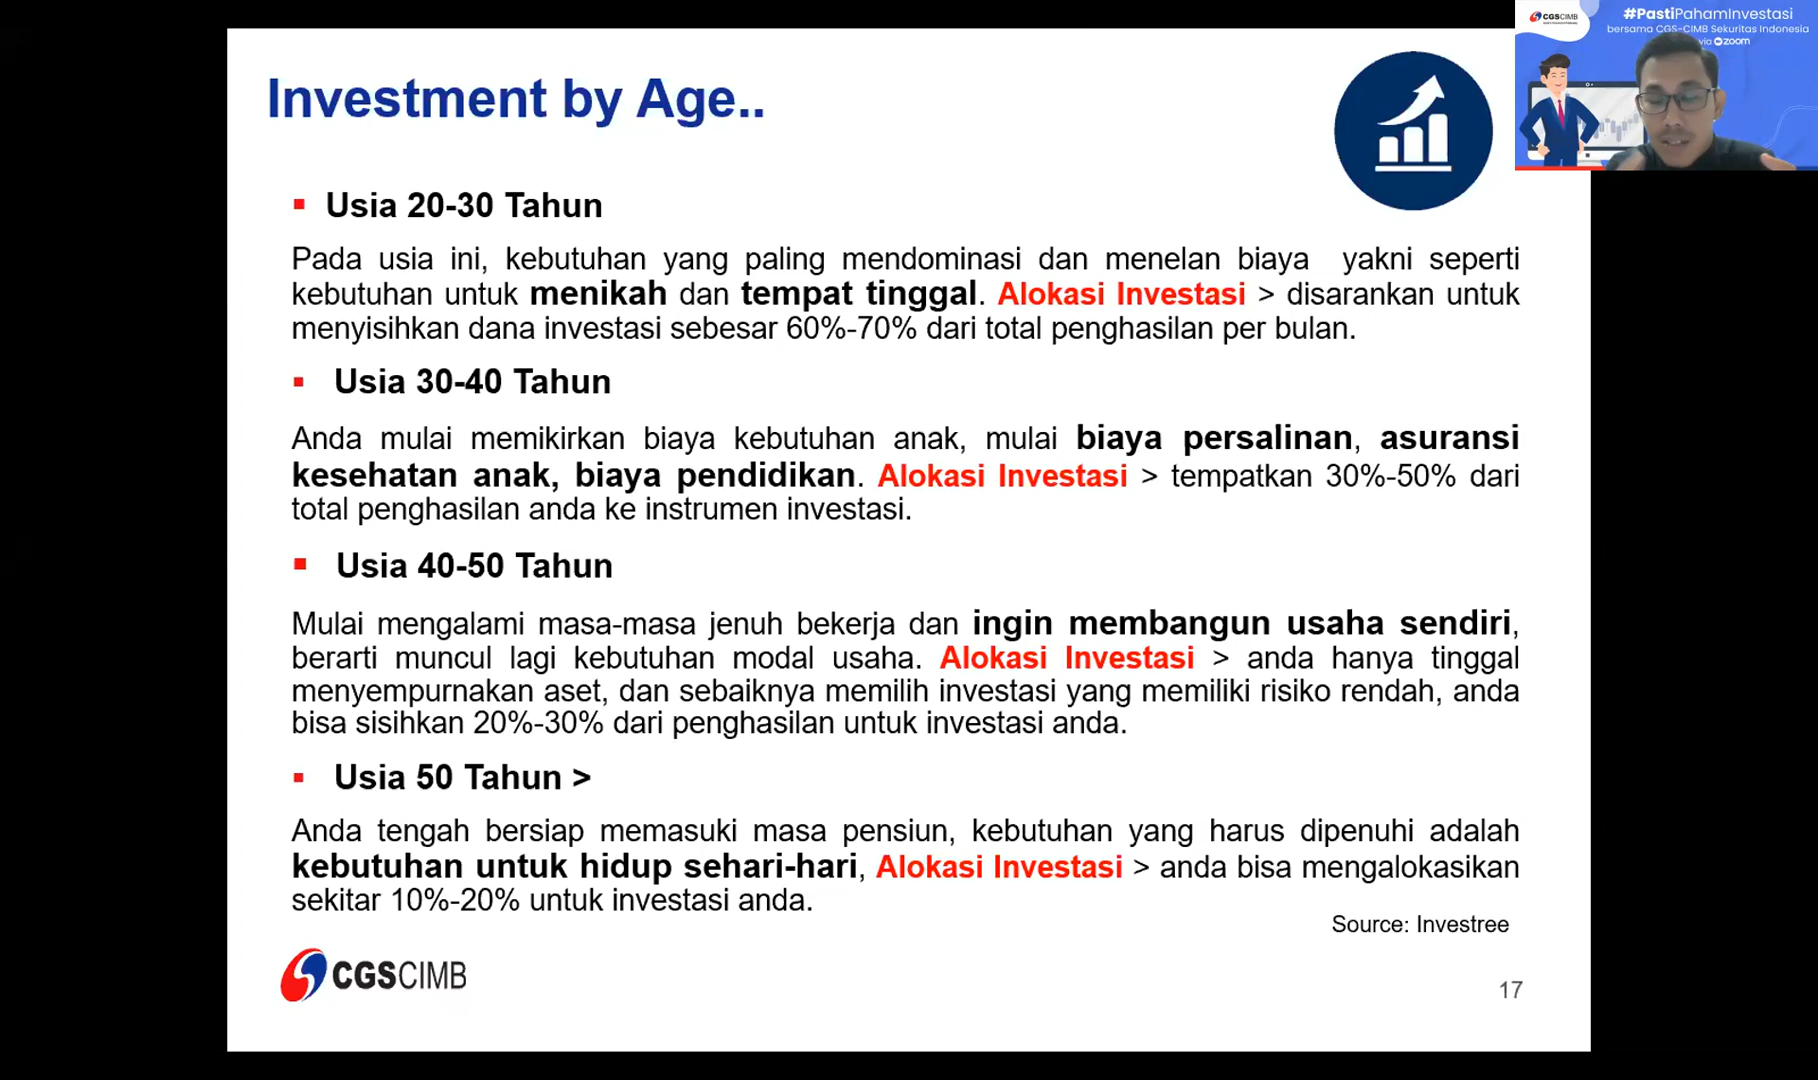 Investment by Age..
Usia 20-30 Tahun
Pada usia ini, kebutuhan yang paling mendominasi dan menelan biaya yakni seperti
kebutuhan untuk menikah dan tempat tinggal. Alokasi Investasi > disarankan untuk
menyisihkan dana investasi sebesar 60%-70% dari total penghasilan per bulan.
Usia 30-40 Tahun
Anda mulai memikirkan biaya kebutuhan anak, mulai biaya persalinan, asuransi
kesehatan anak, biaya pendidikan. Alokasi Investasi > tempatkan 30%-50% dari
total penghasilan anda ke instrumen investasi.
Usia 40-50 Tahun
Mulai mengalami masa-masa jenuh bekerja dan ingin membangun usaha sendiri,
berarti muncul lagi kebutuhan modal usaha. Alokasi Investasi > anda hanya tinggal
menyempurnakan aset, dan sebaiknya memilih investasi yang memiliki risiko rendah, anda
bisa sisihkan 20%-30% dari penghasilan untuk investasi anda.
Usia 50 Tahun >
Anda tengah bersiap memasuki masa pensiun, kebutuhan yang harus dipenuhi adalah
kebutuhan untuk hidup sehari-hari, Alokasi Investasi > anda bisa mengalokasikan
sekitar 10%-20% untuk investasi anda.
Source: Investree
CGSCIMB
17
CGSCIMB
#PastiPahamInvestasi
bersama CGS-CIMB Sekuritas Indonesia
via zoom